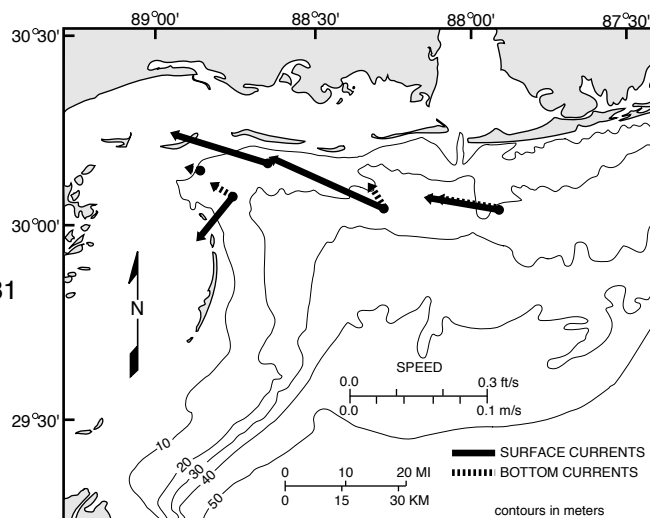 89°00' 88°30' 88°00' 87°30'
30°30'
30°00'
31
N
29°30'
SPEED
0.0 0.3 ft/s
0.0 0.1 m/s
10
20
30
40
50
0 10 20 MI
0 15 30 KM
SURFACE CURRENTS
BOTTOM CURRENTS
contours in meters